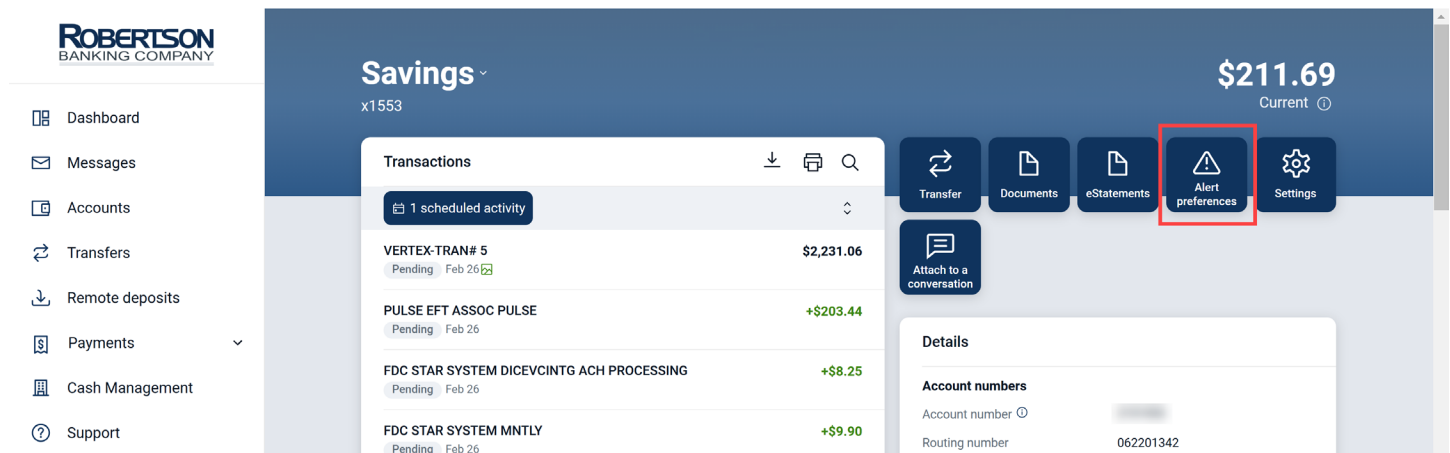 ROBERTSON
BANKING COMPANY
Dashboard
Messages
Accounts
Transfers
Remote deposits
Payments
Cash Management
Support
Savings
x1553
$211.69
Current
Transactions
1 scheduled activity
VERTEX-TRAN# 5 $2,231.06
Pending Feb 26
PULSE EFT ASSOC PULSE +$203.44
Pending Feb 26
FDC STAR SYSTEM DICEVCINTG ACH PROCESSING +$8.25
Pending Feb 26
FDC STAR SYSTEM MNTLY +$9.90
Pending Feb 26
Transfer
Documents
eStatements
Alert
preferences
Settings
Attach to a
conversation
Details
Account numbers
Account number
Routing number 062201342